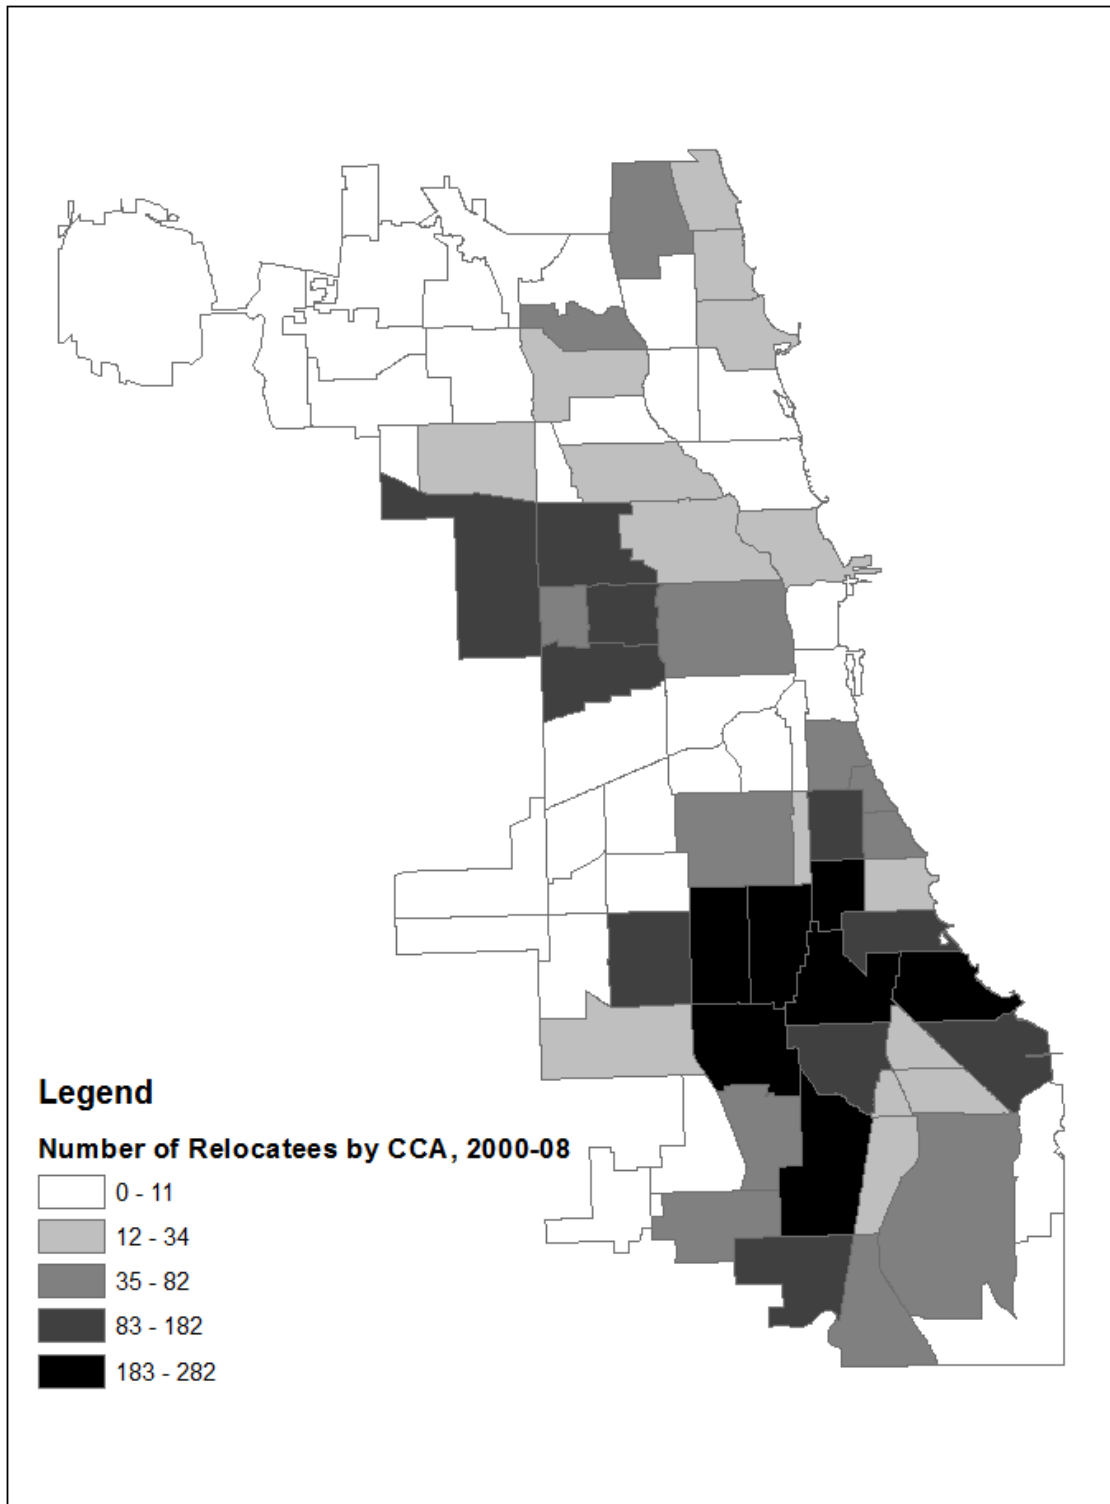 Legend
Number of Relocatees by CCA, 2000-08
0 - 11
12 - 34
35 - 82
83 - 182
183 - 282